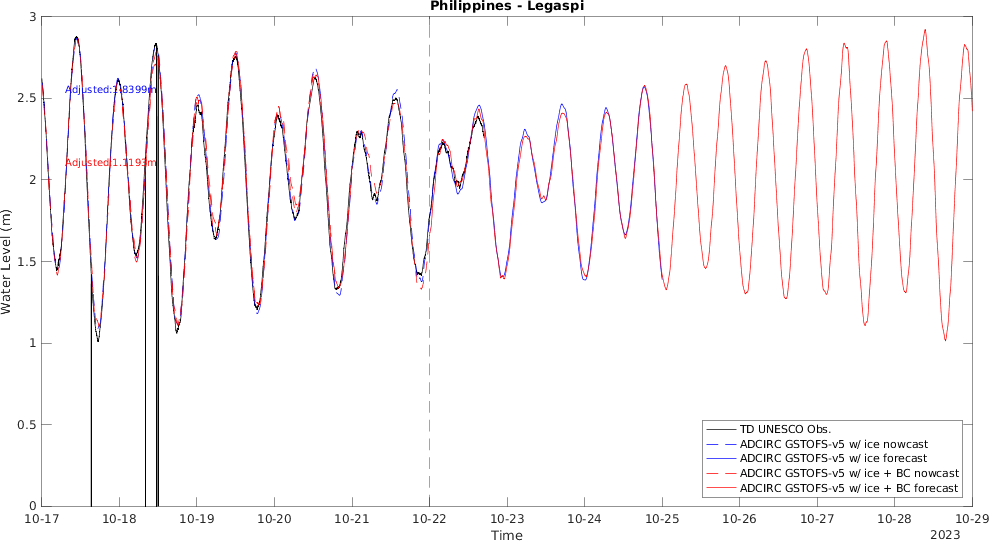 Philippines - Legaspi
3
2.5
2
1.5
1
0.5
0
Water Level (m)
Adjusted:1.8399m
Adjusted:1.1193m
TD UNESCO Obs.
ADCIRC GSTOFS-v5 w/ ice nowcast
ADCIRC GSTOFS-v5 w/ ice forecast
ADCIRC GSTOFS-v5 w/ ice + BC nowcast
ADCIRC GSTOFS-v5 w/ ice + BC forecast
10-17 10-18 10-19 10-20 10-21 10-22 10-23 10-24 10-25 10-26 10-27 10-28 10-29
Time
2023